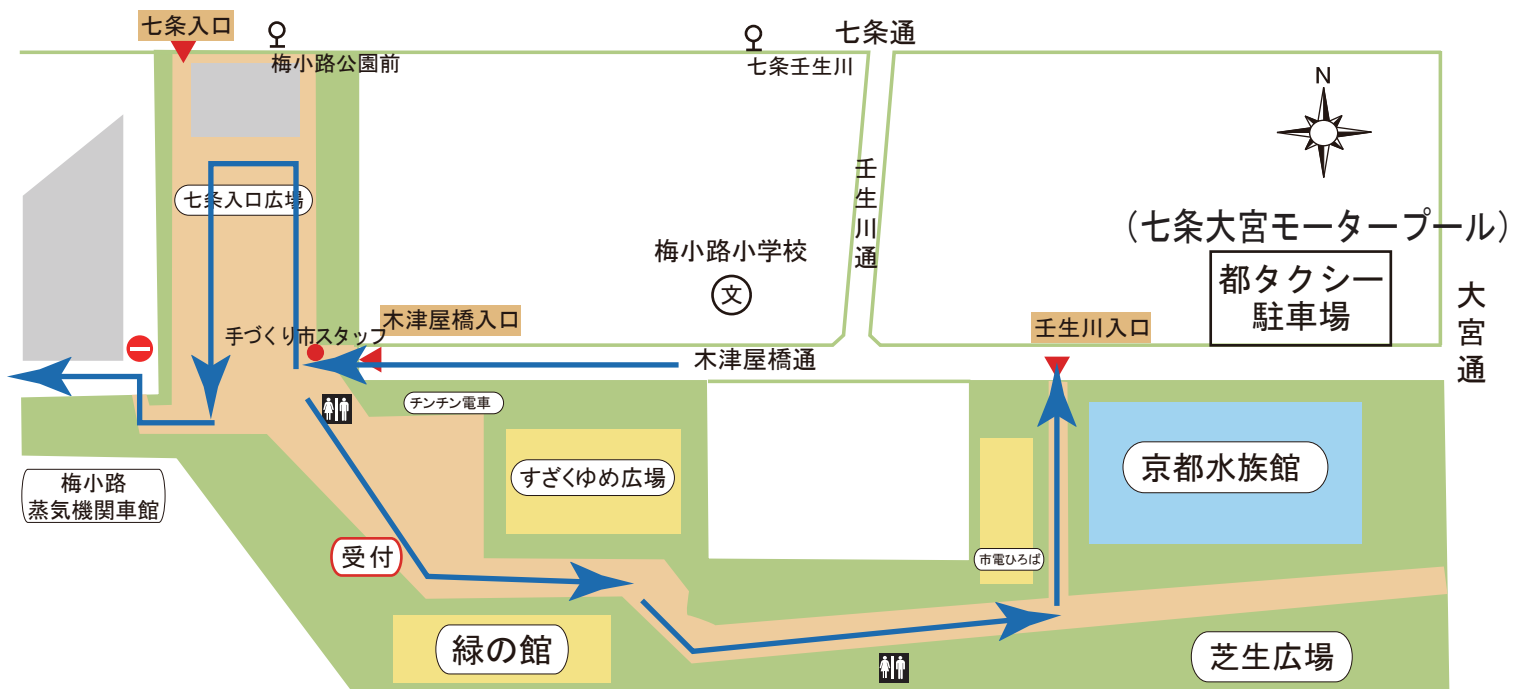 七条入口
梅小路公園前
七条壬生川
七条通
N
七条入口広場
壬生川通
梅小路小学校
文
(七条大宮モータープール)
都タクシー
駐車場
大宮通
手づくり市スタッフ
木津屋橋入口
木津屋橋通
壬生川入口
チンチン電車
梅小路
蒸気機関車館
すざくゆめ広場
京都水族館
受付
市電ひろば
緑の館
芝生広場